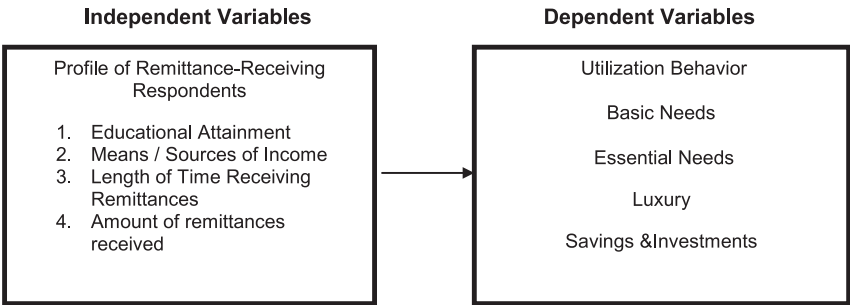 Independent Variables
Dependent Variables
Profile of Remittance-Receiving
Respondents
1. Educational Attainment
2. Means / Sources of Income
3. Length of Time Receiving
Remittances
4. Amount of remittances
received
Utilization Behavior
Basic Needs
Essential Needs
Luxury
Savings &Investments